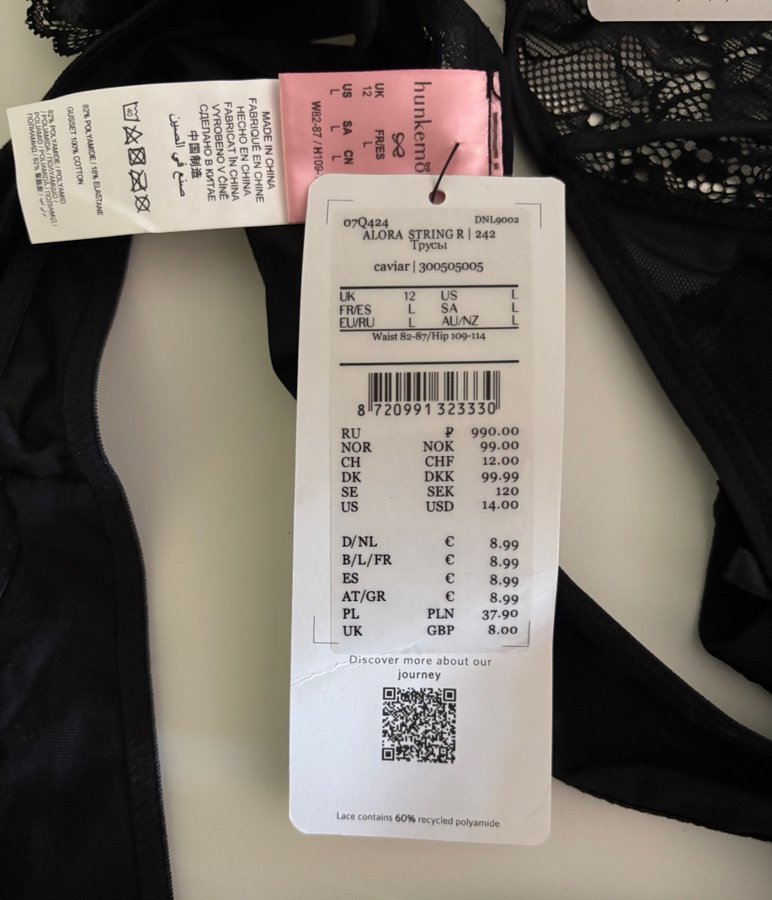 82% POLYAMIDE / 18% ELASTANE
GUSSET 100% COTTON
40
MADE IN CHINA
FABRIQUE EN CHINE
HECHO EN CHINA
FABRICAT ÎN CHINA
VYROBENO V ČÍNĚ
СДЕЛАНО В КИТАЕ
中国制造
صنع في الصين
hunkemö
UK FR/ES
12 L
US SA CN
L L L
W82-87 / H109-
07Q424 DNL9002
ALORA STRING R | 242
Трусы
caviar | 300505005
UK 12 US L
FR/ES L SA L
EU/RU L AU/NZ L
Waist 82-87/Hip 109-114
8 720991 323330
RU ₽ 990.00
NOR NOK 99.00
CH CHF 12.00
DK DKK 99.99
SE SEK 120
US USD 14.00
D/NL € 8.99
B/L/FR € 8.99
ES € 8.99
AT/GR € 8.99
PL PLN 37.90
UK GBP 8.00
Discover more about our
journey
Lace contains 60% recycled polyamide